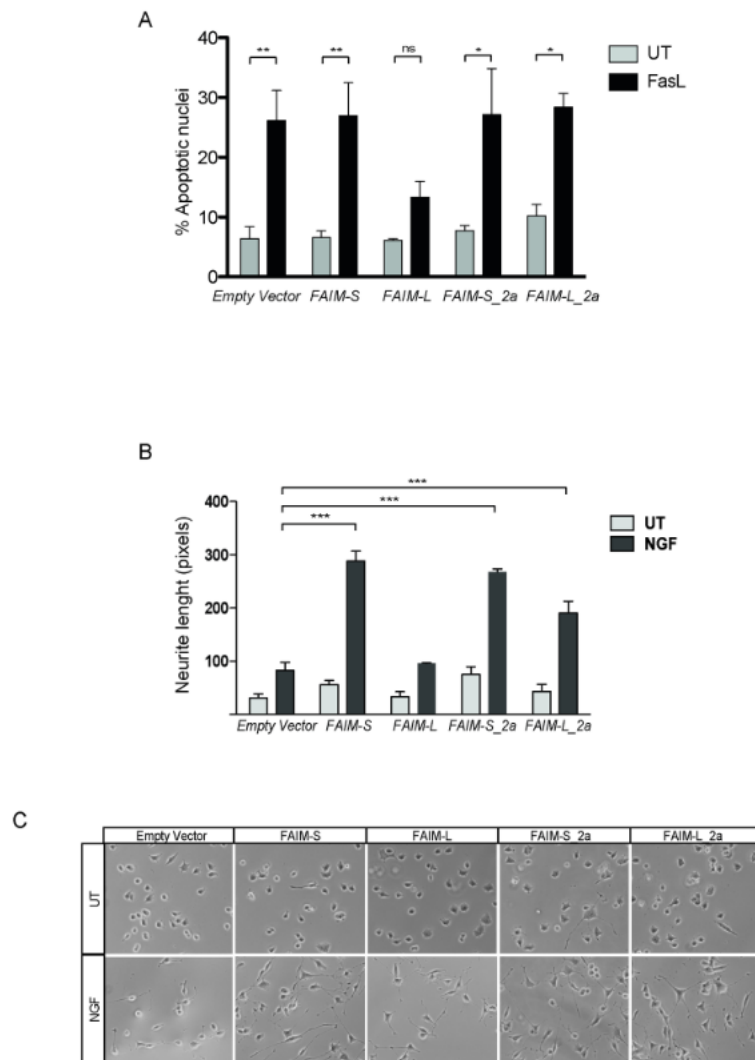 A
40
30
20
10
0
% Apoptotic nuclei
** ** ns * *
UT
FasL
Empty Vector FAIM-S FAIM-L FAIM-S_2a FAIM-L_2a
B
400
300
200
100
Neurite lenght (pixels)
***
***
***
UT
NGF
Empty Vector FAIM-S FAIM-L FAIM-S_2a FAIM-L_2a
C
Empty Vector FAIM-S FAIM-L FAIM-S_2a FAIM-L_2a
UT
NGF